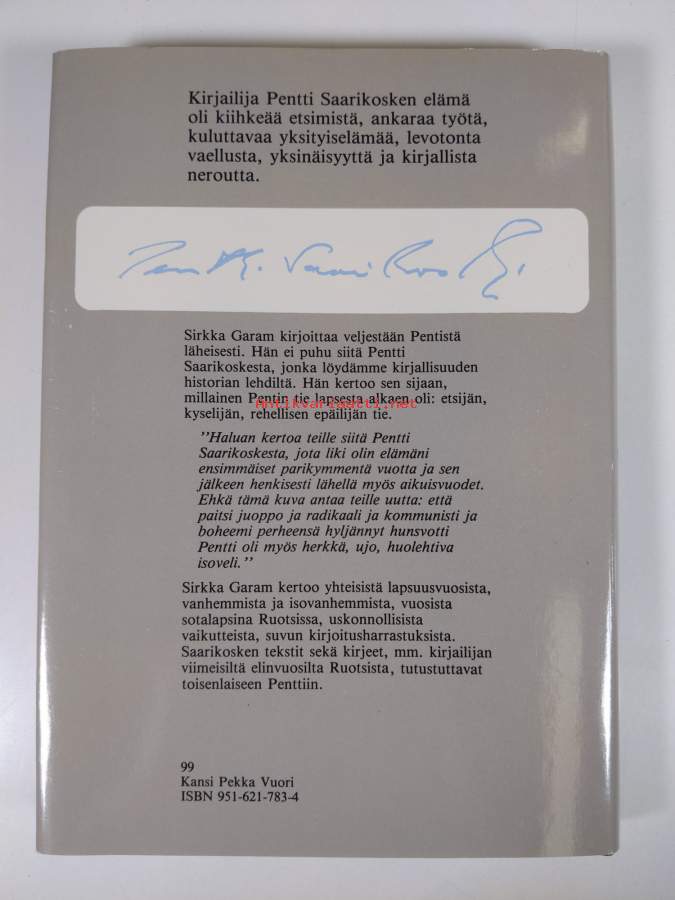 Kirjailija Pentti Saarikosken elämä
oli kiihkeää etsimistä, ankaraa työtä,
kuluttavaa yksityiselämää, levotonta
vaellusta, yksinäisyyttä ja kirjallista
neroutta.
Pentti Saarikoski
Sirkka Garam kirjoittaa veljestään Pentistä
läheisesti. Hän ei puhu siitä Pentti
Saarikoskesta, jonka löydämme kirjallisuuden
historian lehdiltä. Hän kertoo sen sijaan,
millainen Pentin tie lapsesta alkaen oli: etsijän,
Antikvariaatti.net
kyselijän, rehellisen epäilijän tie.
"Haluan kertoa teille siitä Pentti
Saarikoskesta, jota liki olin elämäni
ensimmäiset parikymmentä vuotta ja sen
jälkeen henkisesti lähellä myös aikuisvuodet.
Ehkä tämä kuva antaa teille uutta: että
paitsi juoppo ja radikaali ja kommunisti ja
boheemi perheensä hyljännyt hunsvotti
Pentti oli myös herkkä, ujo, huolehtiva
isoveli."
Sirkka Garam kertoo yhteisistä lapsuusvuosista,
vanhemmista ja isovanhemmista, vuosista
sotalapsina Ruotsissa, uskonnollisista
vaikutteista, suvun kirjoitusharrastuksista.
Saarikosken tekstit sekä kirjeet, mm. kirjailijan
viimeisiltä elinvuosilta Ruotsista, tutustuttavat
toisenlaiseen Penttiin.
99
Kansi Pekka Vuori
ISBN 951-621-783-4